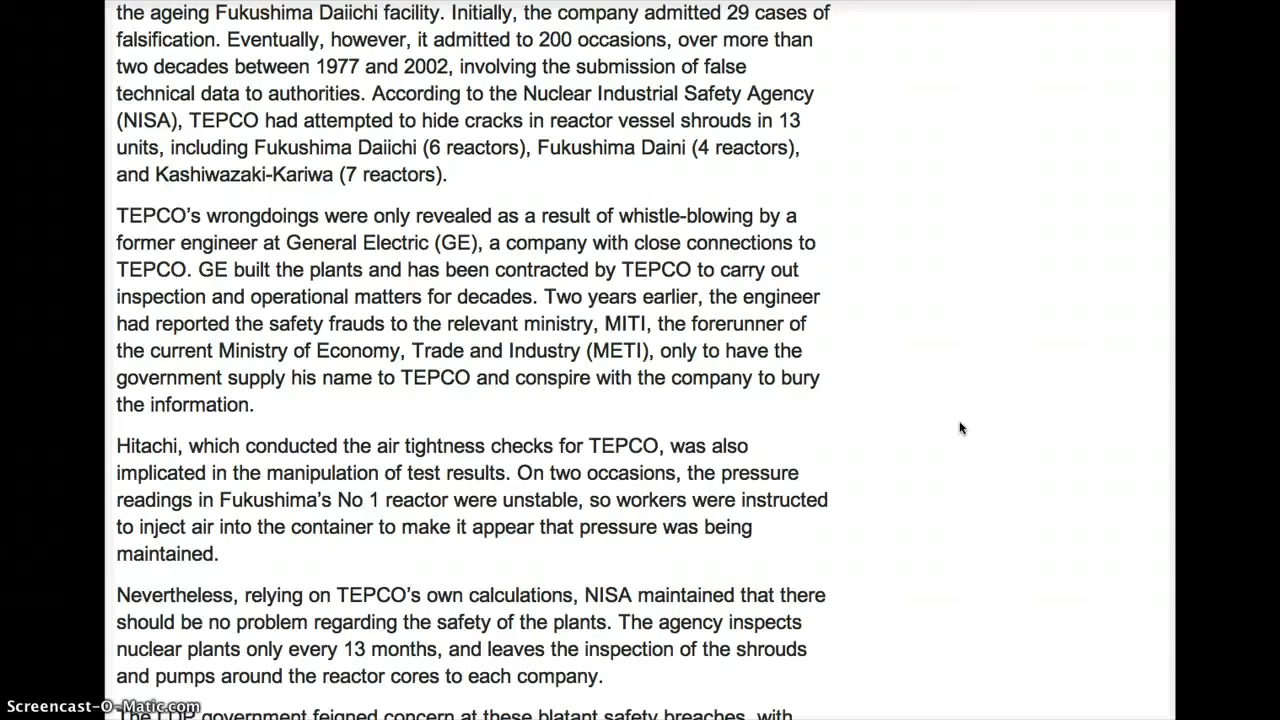 the ageing Fukushima Daiichi facility. Initially, the company admitted 29 cases of
falsification. Eventually, however, it admitted to 200 occasions, over more than
two decades between 1977 and 2002, involving the submission of false
technical data to authorities. According to the Nuclear Industrial Safety Agency
(NISA), TEPCO had attempted to hide cracks in reactor vessel shrouds in 13
units, including Fukushima Daiichi (6 reactors), Fukushima Daini (4 reactors),
and Kashiwazaki-Kariwa (7 reactors).
TEPCO’s wrongdoings were only revealed as a result of whistle-blowing by a
former engineer at General Electric (GE), a company with close connections to
TEPCO. GE built the plants and has been contracted by TEPCO to carry out
inspection and operational matters for decades. Two years earlier, the engineer
had reported the safety frauds to the relevant ministry, MITI, the forerunner of
the current Ministry of Economy, Trade and Industry (METI), only to have the
government supply his name to TEPCO and conspire with the company to bury
the information.
Hitachi, which conducted the air tightness checks for TEPCO, was also
implicated in the manipulation of test results. On two occasions, the pressure
readings in Fukushima’s No 1 reactor were unstable, so workers were instructed
to inject air into the container to make it appear that pressure was being
maintained.
Nevertheless, relying on TEPCO’s own calculations, NISA maintained that there
should be no problem regarding the safety of the plants. The agency inspects
nuclear plants only every 13 months, and leaves the inspection of the shrouds
and pumps around the reactor cores to each company.
The LDP government feigned concern at these blatant safety breaches, with
Screencast-O-Matic.com